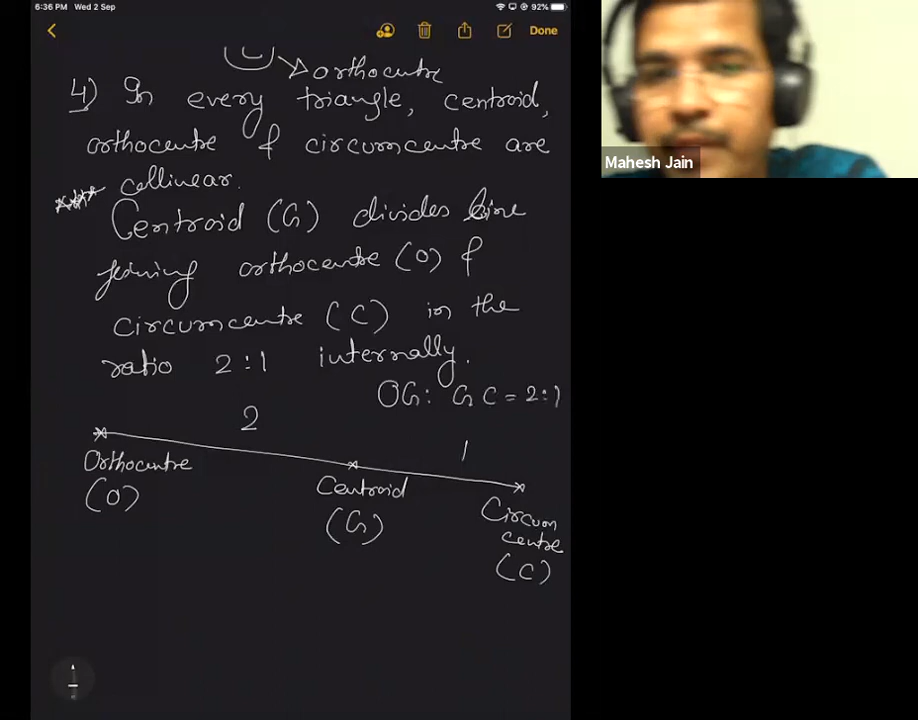 6:36 PM Wed 2 Sep
92%
Done
orthocentre
4) In every triangle, centroid,
orthocentre & circumcentre are
collinear.
Centroid (G) divides line
joining orthocentre (O) &
circumcentre (C) in the
ratio 2:1 internally.
OG: GC = 2:1
2
1
Orthocentre
(O)
Centroid
(G)
Circum
centre
(C)
Mahesh Jain